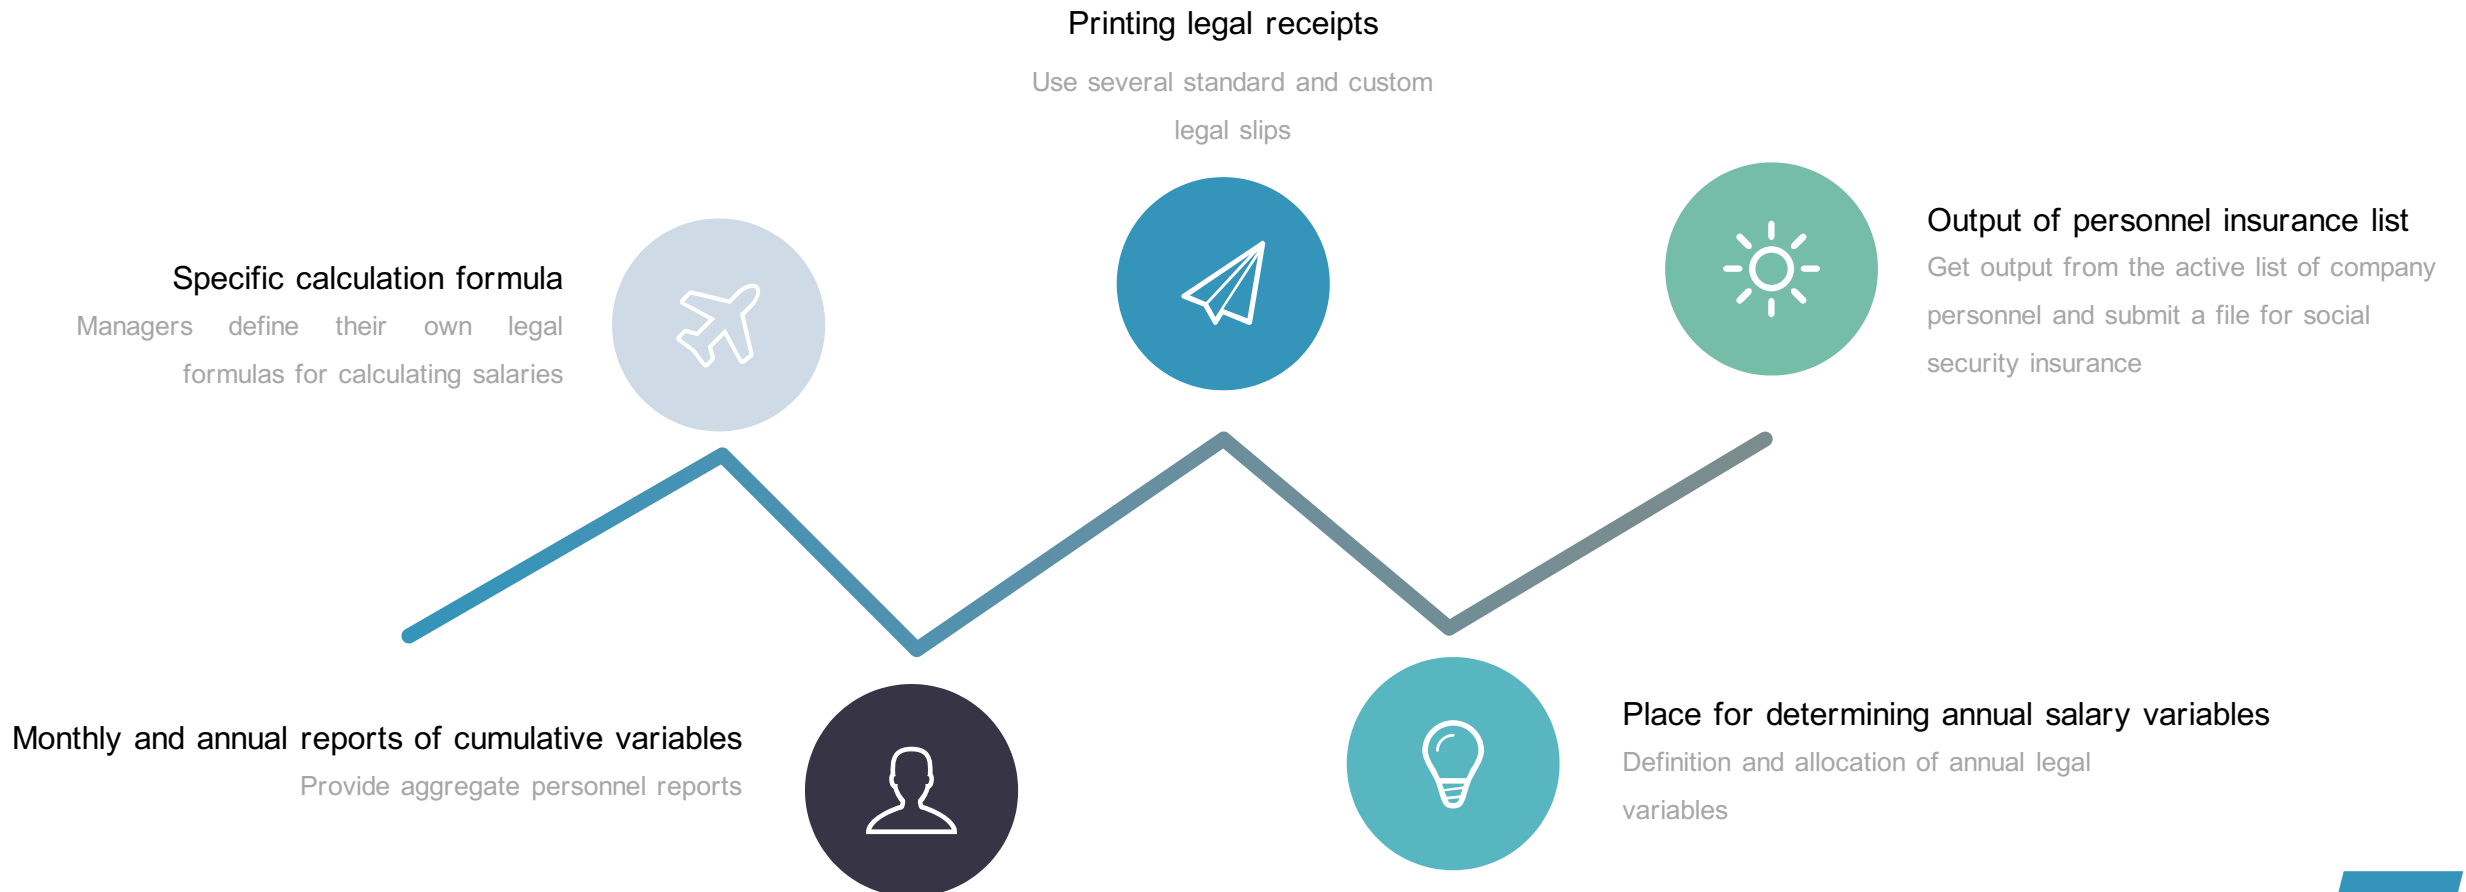 Printing legal receipts
Use several standard and custom
legal slips
Specific calculation formula
Managers define their own legal
formulas for calculating salaries
Output of personnel insurance list
Get output from the active list of company
personnel and submit a file for social
security insurance
Monthly and annual reports of cumulative variables
Provide aggregate personnel reports
Place for determining annual salary variables
Definition and allocation of annual legal
variables